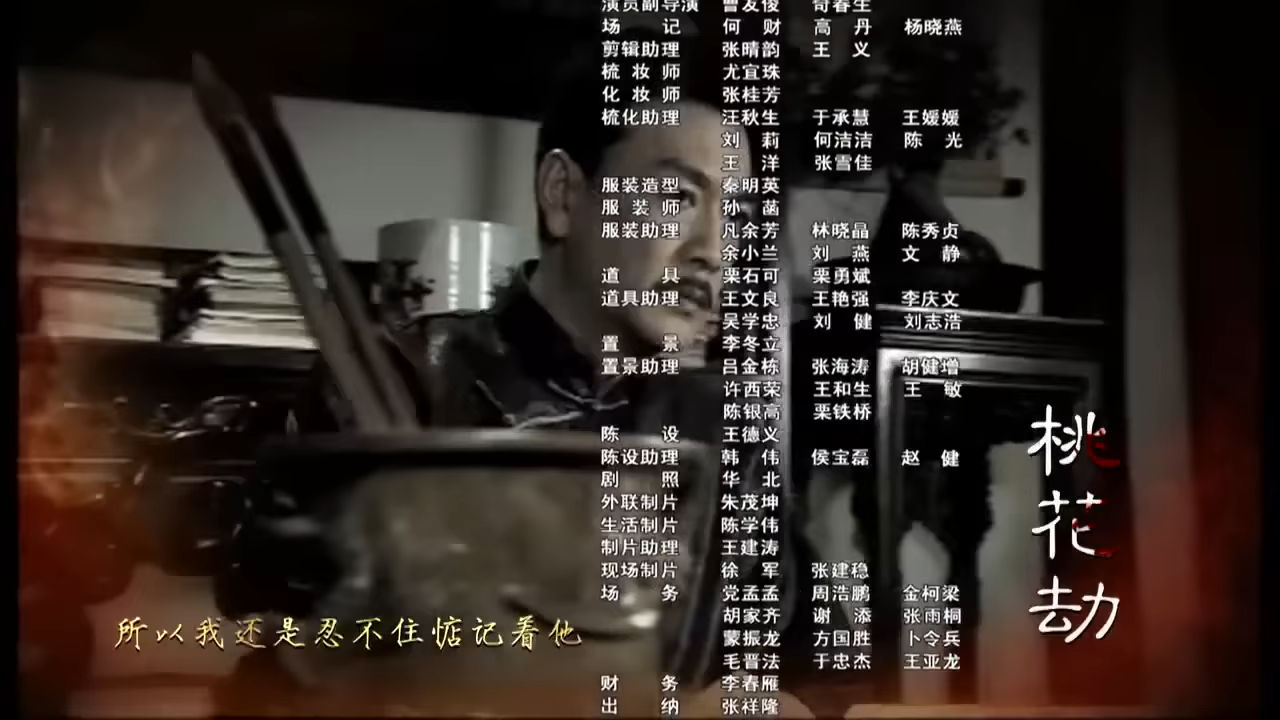 演员副导演 曹友俊 苟春生
场 记 何 财 高 丹 杨晓燕
剪辑助理 张晴韵 王 义
梳 妆 师 尤宜珠
化 妆 师 张桂芳
梳化助理 汪秋生 于承慧 王媛媛
刘 莉 何洁洁 陈 光
王 洋 张雪佳
服装造型 秦明英
服 装 师 孙 菡
服装助理 凡余芳 林晓晶 陈秀贞
余小兰 刘 燕 文 静
道 具 栗石可 栗勇斌
道具助理 王文良 王艳强 李庆文
吴学忠 刘 健 刘志浩
置 景 李冬立
置景助理 吕金栋 张海涛 胡健增
许西荣 王和生 王 敏
陈银高 栗铁桥
陈 设 王德义
陈设助理 韩 伟 侯宝磊 赵 健
剧 照 华 北
外联制片 朱茂坤
生活制片 陈学伟
制片助理 王建涛
现场制片 徐 军 张建稳
场 务 党孟孟 周浩鹏 金柯梁
胡家齐 谢 添 张雨桐
蒙振龙 方国胜 卜令兵
毛晋法 于忠杰 王亚龙
财 务 李春雁
出 纳 张祥隆
桃花劫
所以我还是忍不住惦记着他